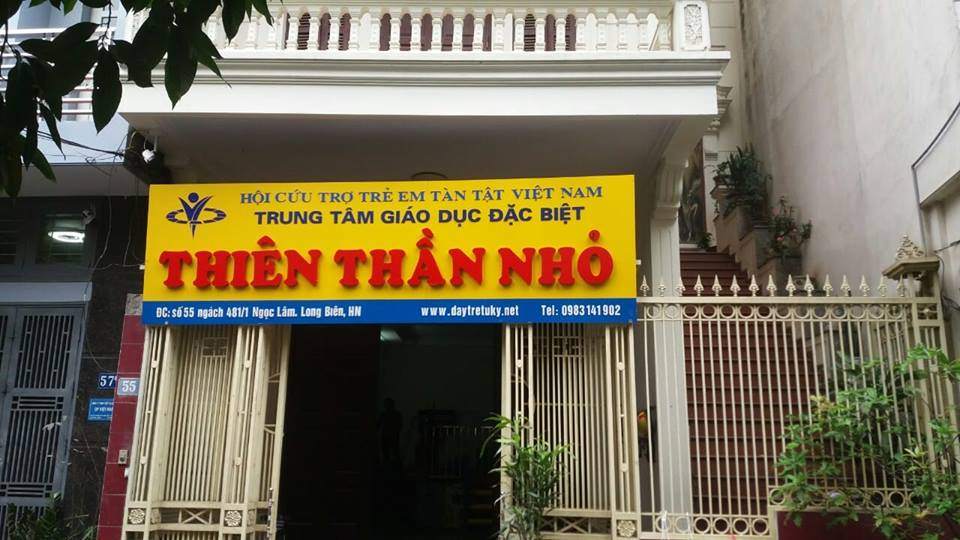 HỘI CỨU TRỢ TRẺ EM TÀN TẬT VIỆT NAM
TRUNG TÂM GIÁO DỤC ĐẶC BIỆT
THIÊN THẦN NHỎ
ĐC: số 55 ngách 481/1 Ngọc Lâm. Long Biên, HN www.daytretuky.net Tel: 0983141902
57
55